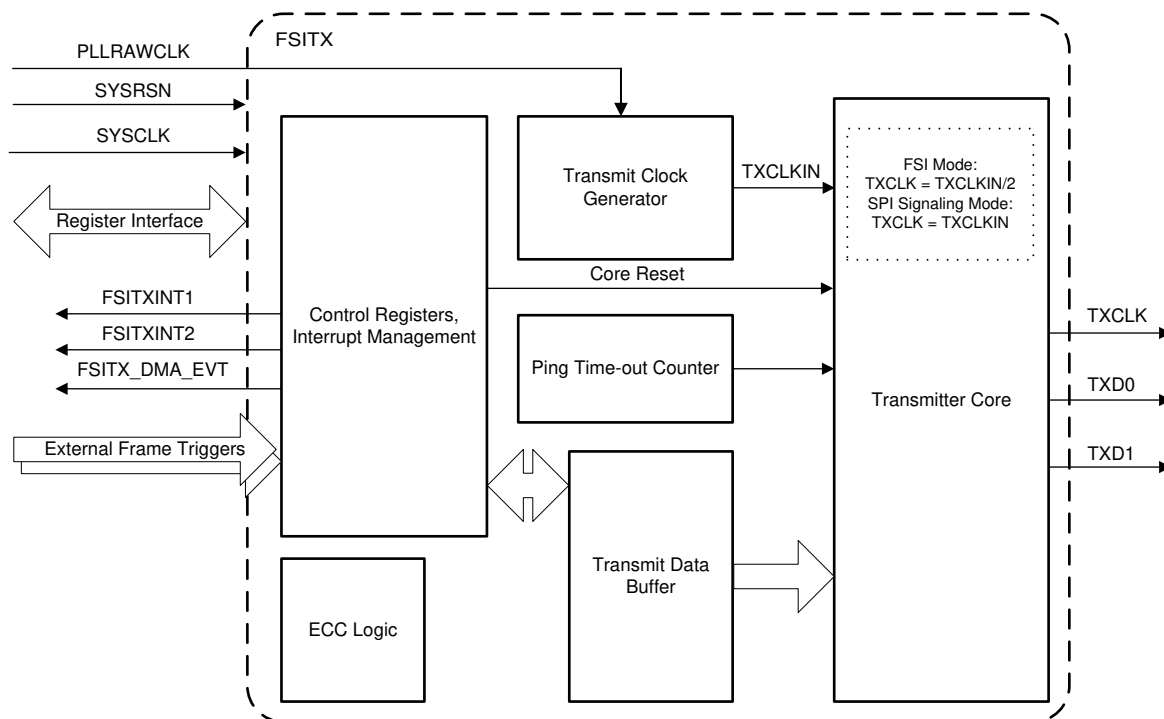 FSITX
PLLRAWCLK
SYSRSN
SYSCLK
Register Interface
FSITXINT1
FSITXINT2
FSITX_DMA_EVT
External Frame Triggers
Control Registers,
Interrupt Management
ECC Logic
Transmit Clock
Generator
TXCLKIN
Core Reset
Ping Time-out Counter
Transmit Data
Buffer
FSI Mode:
TXCLK = TXCLKIN/2
SPI Signaling Mode:
TXCLK = TXCLKIN
Transmitter Core
TXCLK
TXD0
TXD1